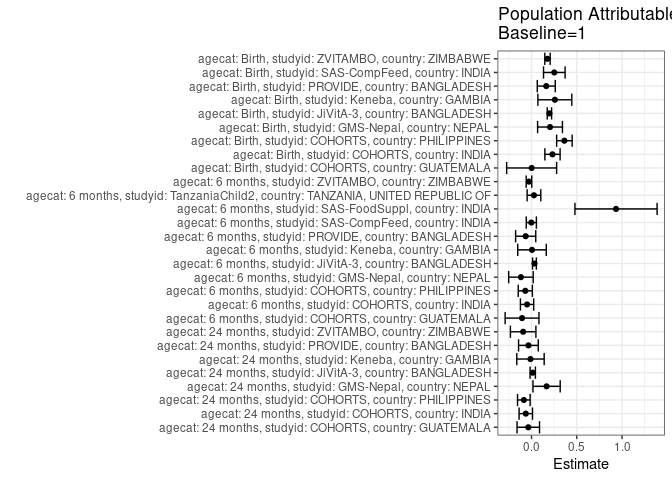 Population Attributable
Baseline=1
agecat: Birth, studyid: ZVITAMBO, country: ZIMBABWE
agecat: Birth, studyid: SAS-CompFeed, country: INDIA
agecat: Birth, studyid: PROVIDE, country: BANGLADESH
agecat: Birth, studyid: Keneba, country: GAMBIA
agecat: Birth, studyid: JiVitA-3, country: BANGLADESH
agecat: Birth, studyid: GMS-Nepal, country: NEPAL
agecat: Birth, studyid: COHORTS, country: PHILIPPINES
agecat: Birth, studyid: COHORTS, country: INDIA
agecat: Birth, studyid: COHORTS, country: GUATEMALA
agecat: 6 months, studyid: ZVITAMBO, country: ZIMBABWE
agecat: 6 months, studyid: TanzaniaChild2, country: TANZANIA, UNITED REPUBLIC OF
agecat: 6 months, studyid: SAS-FoodSuppl, country: INDIA
agecat: 6 months, studyid: SAS-CompFeed, country: INDIA
agecat: 6 months, studyid: PROVIDE, country: BANGLADESH
agecat: 6 months, studyid: Keneba, country: GAMBIA
agecat: 6 months, studyid: JiVitA-3, country: BANGLADESH
agecat: 6 months, studyid: GMS-Nepal, country: NEPAL
agecat: 6 months, studyid: COHORTS, country: PHILIPPINES
agecat: 6 months, studyid: COHORTS, country: INDIA
agecat: 6 months, studyid: COHORTS, country: GUATEMALA
agecat: 24 months, studyid: ZVITAMBO, country: ZIMBABWE
agecat: 24 months, studyid: PROVIDE, country: BANGLADESH
agecat: 24 months, studyid: Keneba, country: GAMBIA
agecat: 24 months, studyid: JiVitA-3, country: BANGLADESH
agecat: 24 months, studyid: GMS-Nepal, country: NEPAL
agecat: 24 months, studyid: COHORTS, country: PHILIPPINES
agecat: 24 months, studyid: COHORTS, country: INDIA
agecat: 24 months, studyid: COHORTS, country: GUATEMALA
0.0 0.5 1.0
Estimate